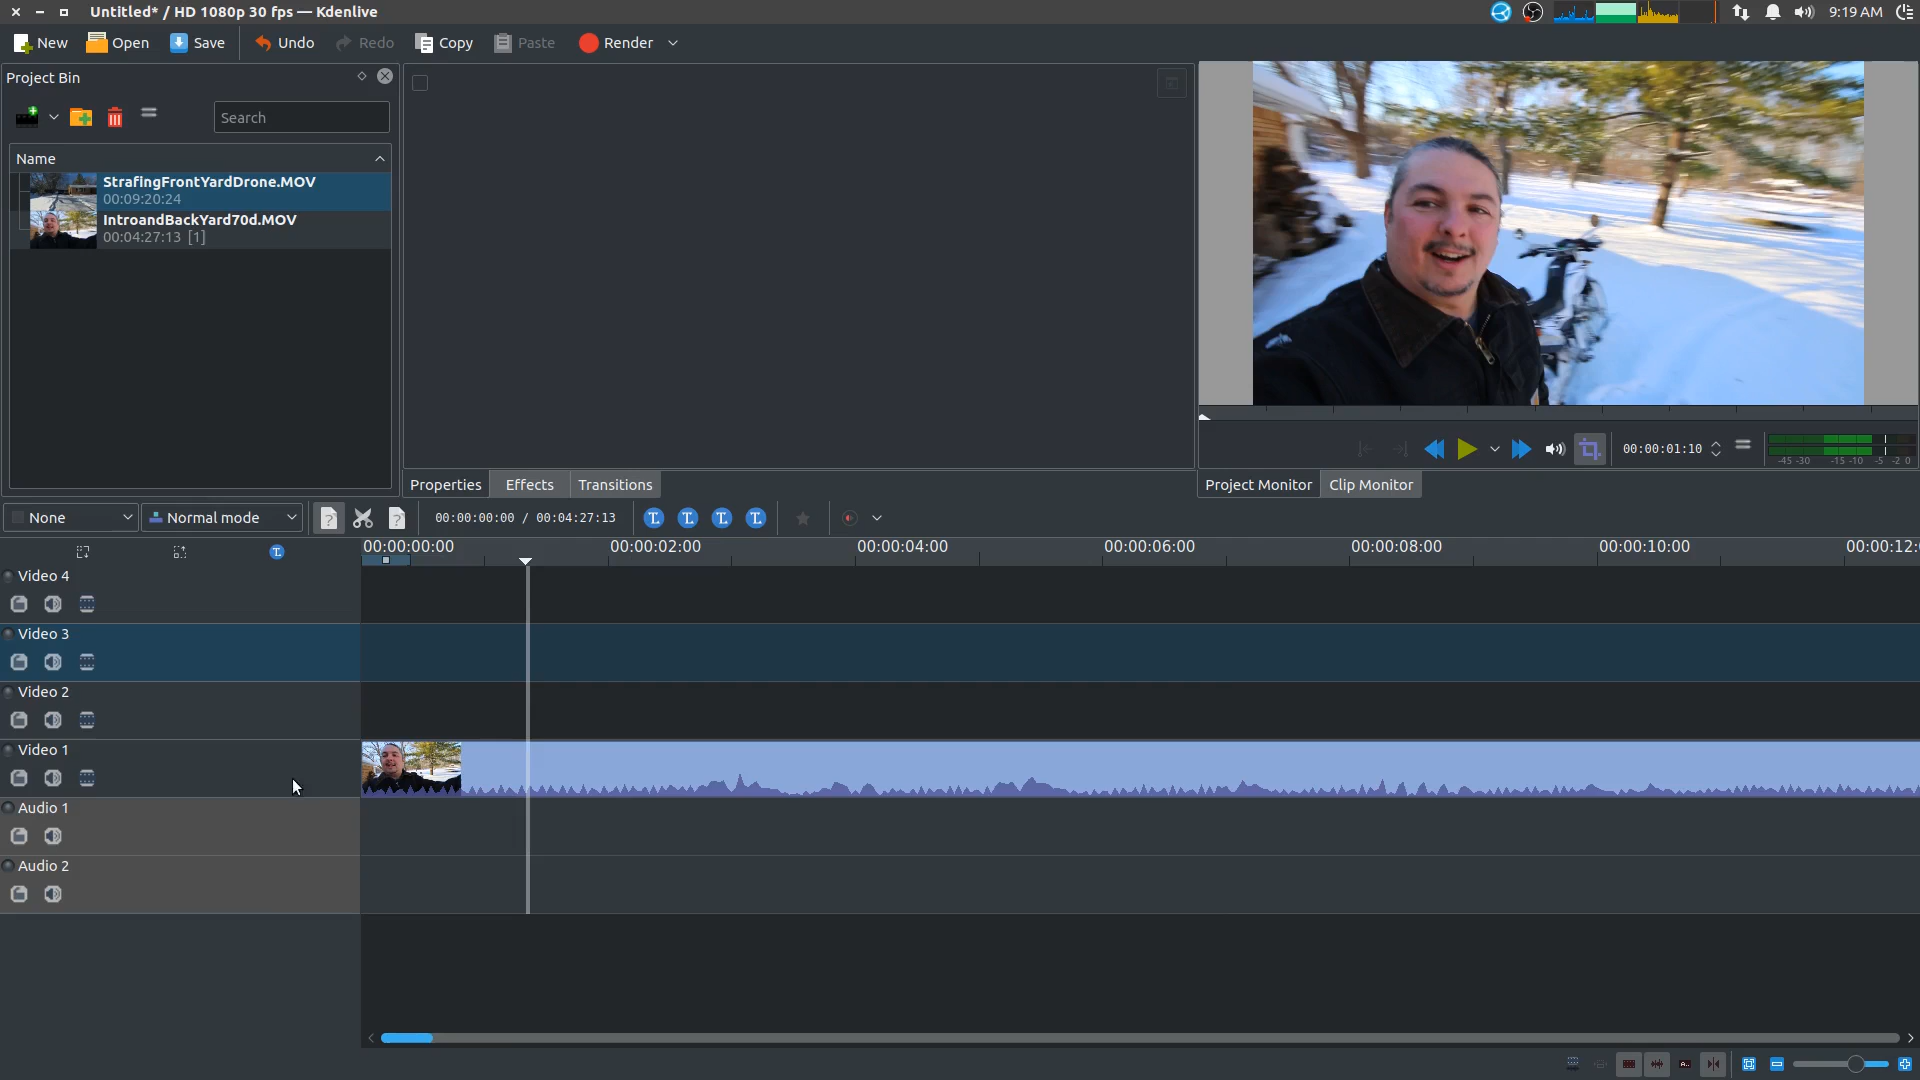 Untitled* / HD 1080p 30 fps — Kdenlive
9:19 AM
New Open Save Undo Redo Copy Paste Render
Project Bin
Search
Name
StrafingFrontYardDrone.MOV
00:09:20:24
IntroandBackYard70d.MOV
00:04:27:13 [1]
00:00:01:10
-45 -30 -15 -10 -5 -2 0
Properties Effects Transitions
Project Monitor Clip Monitor
None Normal mode 00:00:00:00 / 00:04:27:13
00:00:00:00 00:00:02:00 00:00:04:00 00:00:06:00 00:00:08:00 00:00:10:00 00:00:12:
Video 4
Video 3
Video 2
Video 1
Audio 1
Audio 2